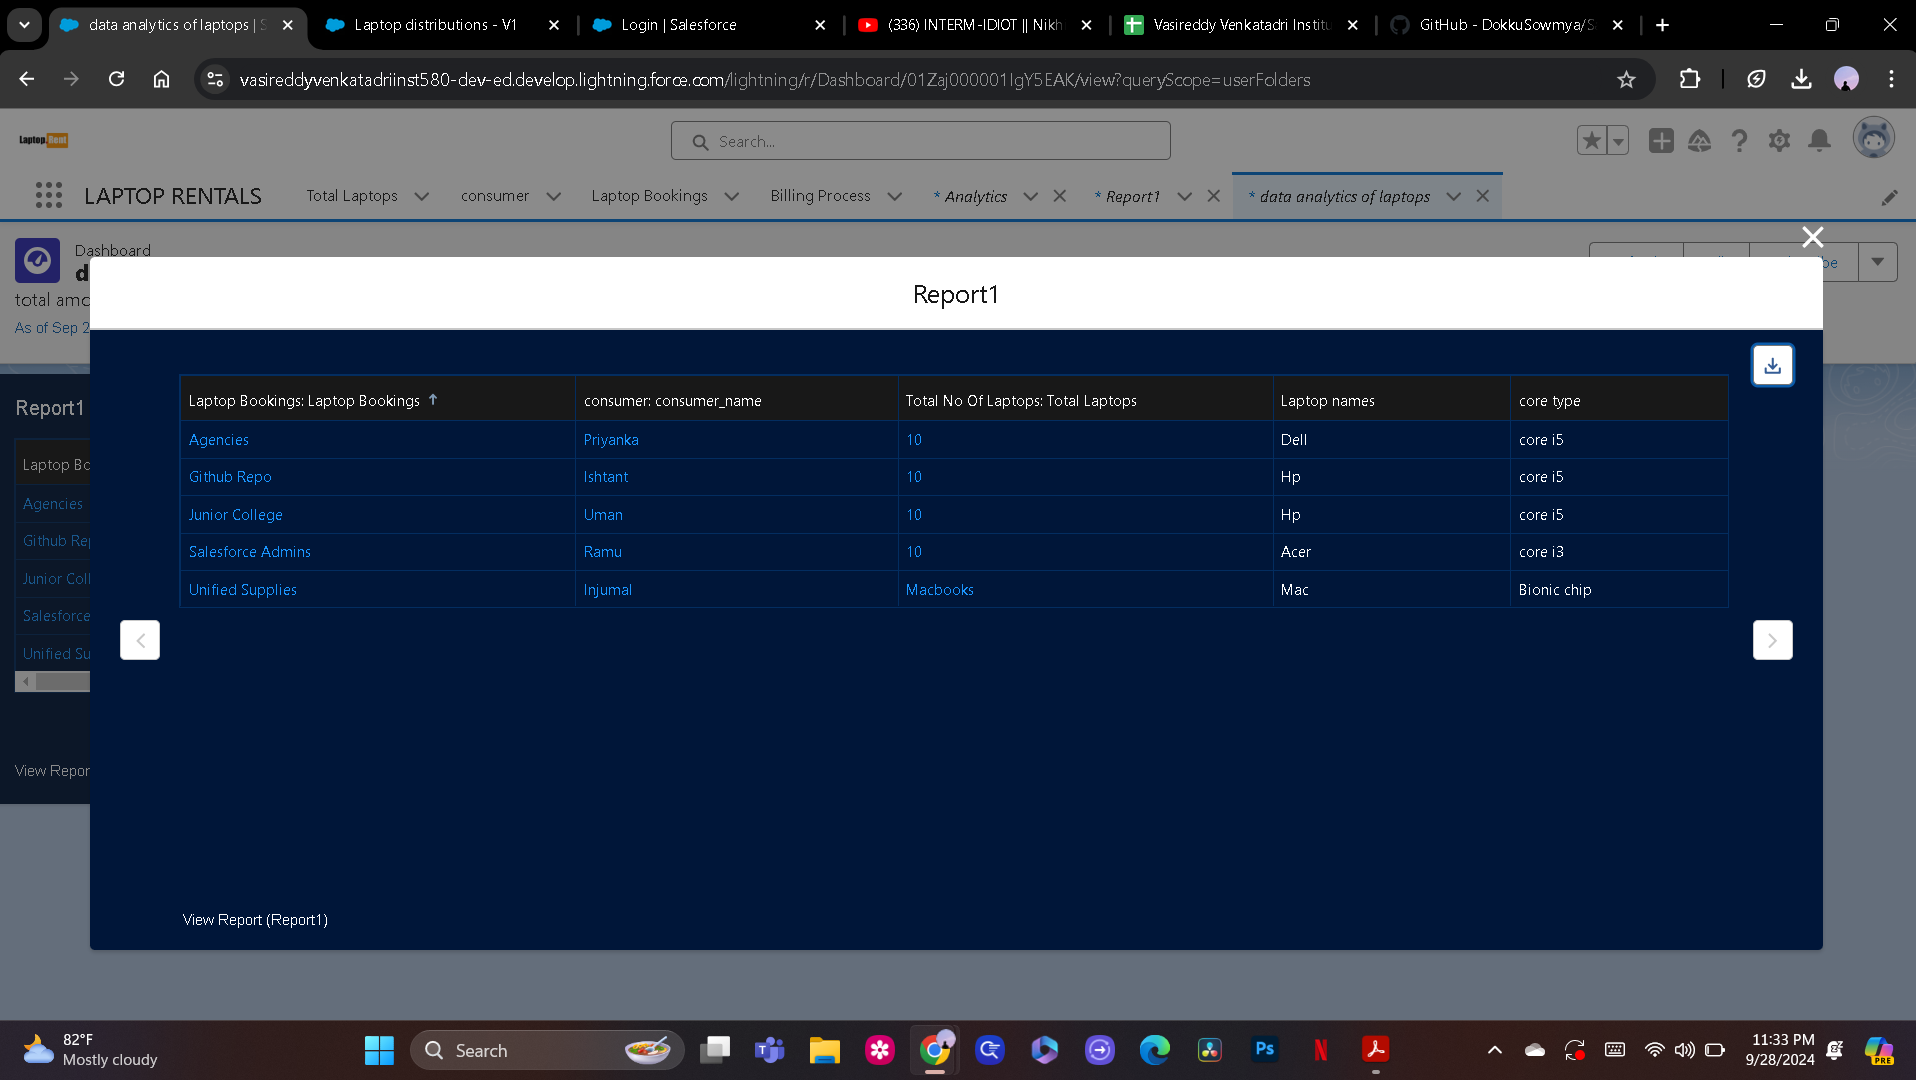 data analytics of laptops | S
Laptop distributions - V1
Login | Salesforce
(336) INTERM-IDIOT || Nikh
Vasireddy Venkatadri Institu
GitHub - DokkuSowmya/S
vasireddyvenkatadriinst580-dev-ed.develop.lightning.force.com/lightning/r/Dashboard/01Zaj000001IgY5EAK/view?queryScope=userFolders
Laptop Rent
Search...
LAPTOP RENTALS
Total Laptops
consumer
Laptop Bookings
Billing Process
* Analytics
* Report1
* data analytics of laptops
Dashboard
d
total amo
As of Sep 2
be
Report1
Report1
Laptop Bo
Agencies
Github Rep
Junior Coll
Salesforce
Unified Su
View Repor
Laptop Bookings: Laptop Bookings ↑ consumer: consumer_name Total No Of Laptops: Total Laptops Laptop names core type
Agencies Priyanka 10 Dell core i5
Github Repo Ishtant 10 Hp core i5
Junior College Uman 10 Hp core i5
Salesforce Admins Ramu 10 Acer core i3
Unified Supplies Injumal Macbooks Mac Bionic chip
View Report (Report1)
82°F
Mostly cloudy
Search
Ps
N
PRE
11:33 PM
9/28/2024